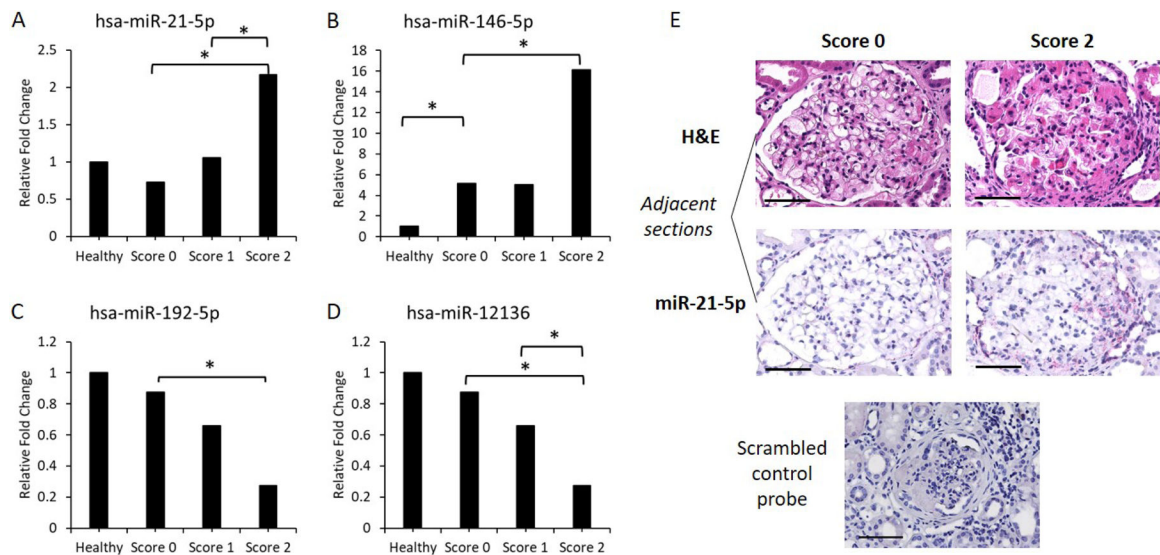 A
hsa-miR-21-5p
Relative Fold Change
2.5
2
1.5
1
0.5
0
*
*
Healthy Score 0 Score 1 Score 2
B
hsa-miR-146-5p
Relative Fold Change
18
16
14
12
10
8
6
4
2
0
*
*
Healthy Score 0 Score 1 Score 2
C
hsa-miR-192-5p
Relative Fold Change
1.2
1
0.8
0.6
0.4
0.2
0
*
Healthy Score 0 Score 1 Score 2
D
hsa-miR-12136
Relative Fold Change
1.2
1
0.8
0.6
0.4
0.2
0
*
*
Healthy Score 0 Score 1 Score 2
E
Score 0 Score 2
H&E
Adjacent
sections
miR-21-5p
Scrambled
control
probe